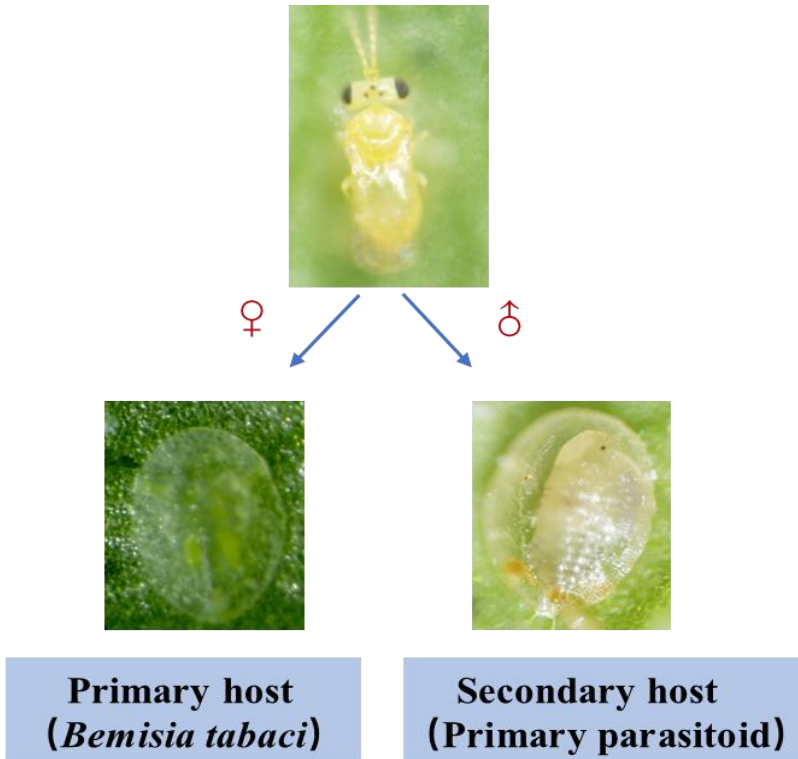 ♀
♂
Primary host
(Bemisia tabaci)
Secondary host
(Primary parasitoid)